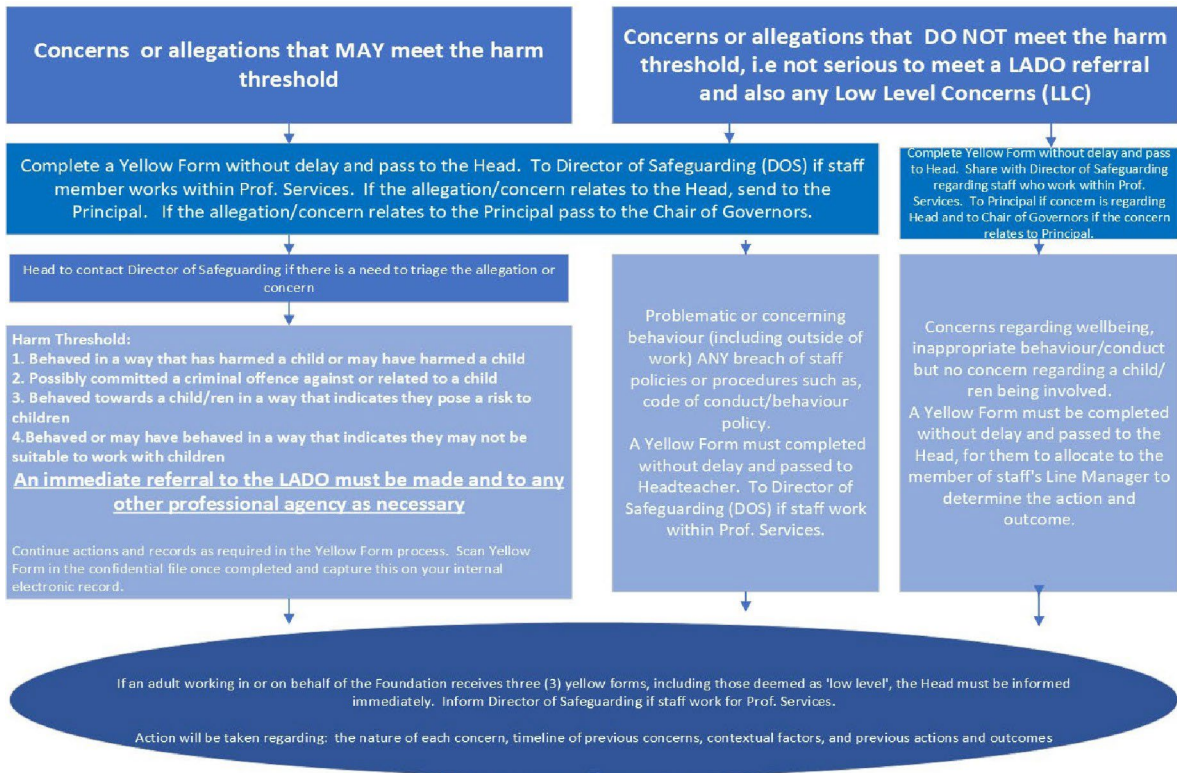 Concerns or allegations that MAY meet the harm
threshold
Concerns or allegations that DO NOT meet the harm
threshold, i.e not serious to meet a LADO referral
and also any Low Level Concerns (LLC)
Complete a Yellow Form without delay and pass to the Head. To Director of Safeguarding (DOS) if staff
member works within Prof. Services. If the allegation/concern relates to the Head, send to the
Principal. If the allegation/concern relates to the Principal pass to the Chair of Governors.
Complete Yellow Form without delay and pass
to Head. Share with Director of Safeguarding
regarding staff who work within Prof.
Services. To Principal if concern is regarding
Head and to Chair of Governors if the concern
relates to Principal.
Head to contact Director of Safeguarding if there is a need to triage the allegation or
concern
Harm Threshold:
1. Behaved in a way that has harmed a child or may have harmed a child
2. Possibly committed a criminal offence against or related to a child
3. Behaved towards a child/ren in a way that indicates they pose a risk to
children
4.Behaved or may have behaved in a way that indicates they may not be
suitable to work with children
An immediate referral to the LADO must be made and to any
other professional agency as necessary
Continue actions and records as required in the Yellow Form process. Scan Yellow
Form in the confidential file once completed and capture this on your internal
electronic record.
Problematic or concerning
behaviour (including outside of
work) ANY breach of staff
policies or procedures such as,
code of conduct/behaviour
policy.
A Yellow Form must completed
without delay and passed to
Headteacher. To Director of
Safeguarding (DOS) if staff work
within Prof. Services.
Concerns regarding wellbeing,
inappropriate behaviour/conduct
but no concern regarding a child/
ren being involved.
A Yellow Form must be completed
without delay and passed to the
Head, for them to allocate to the
member of staff's Line Manager to
determine the action and
outcome.
If an adult working in or on behalf of the Foundation receives three (3) yellow forms, including those deemed as 'low level', the Head must be informed
immediately. Inform Director of Safeguarding if staff work for Prof. Services.
Action will be taken regarding: the nature of each concern, timeline of previous concerns, contextual factors, and previous actions and outcomes